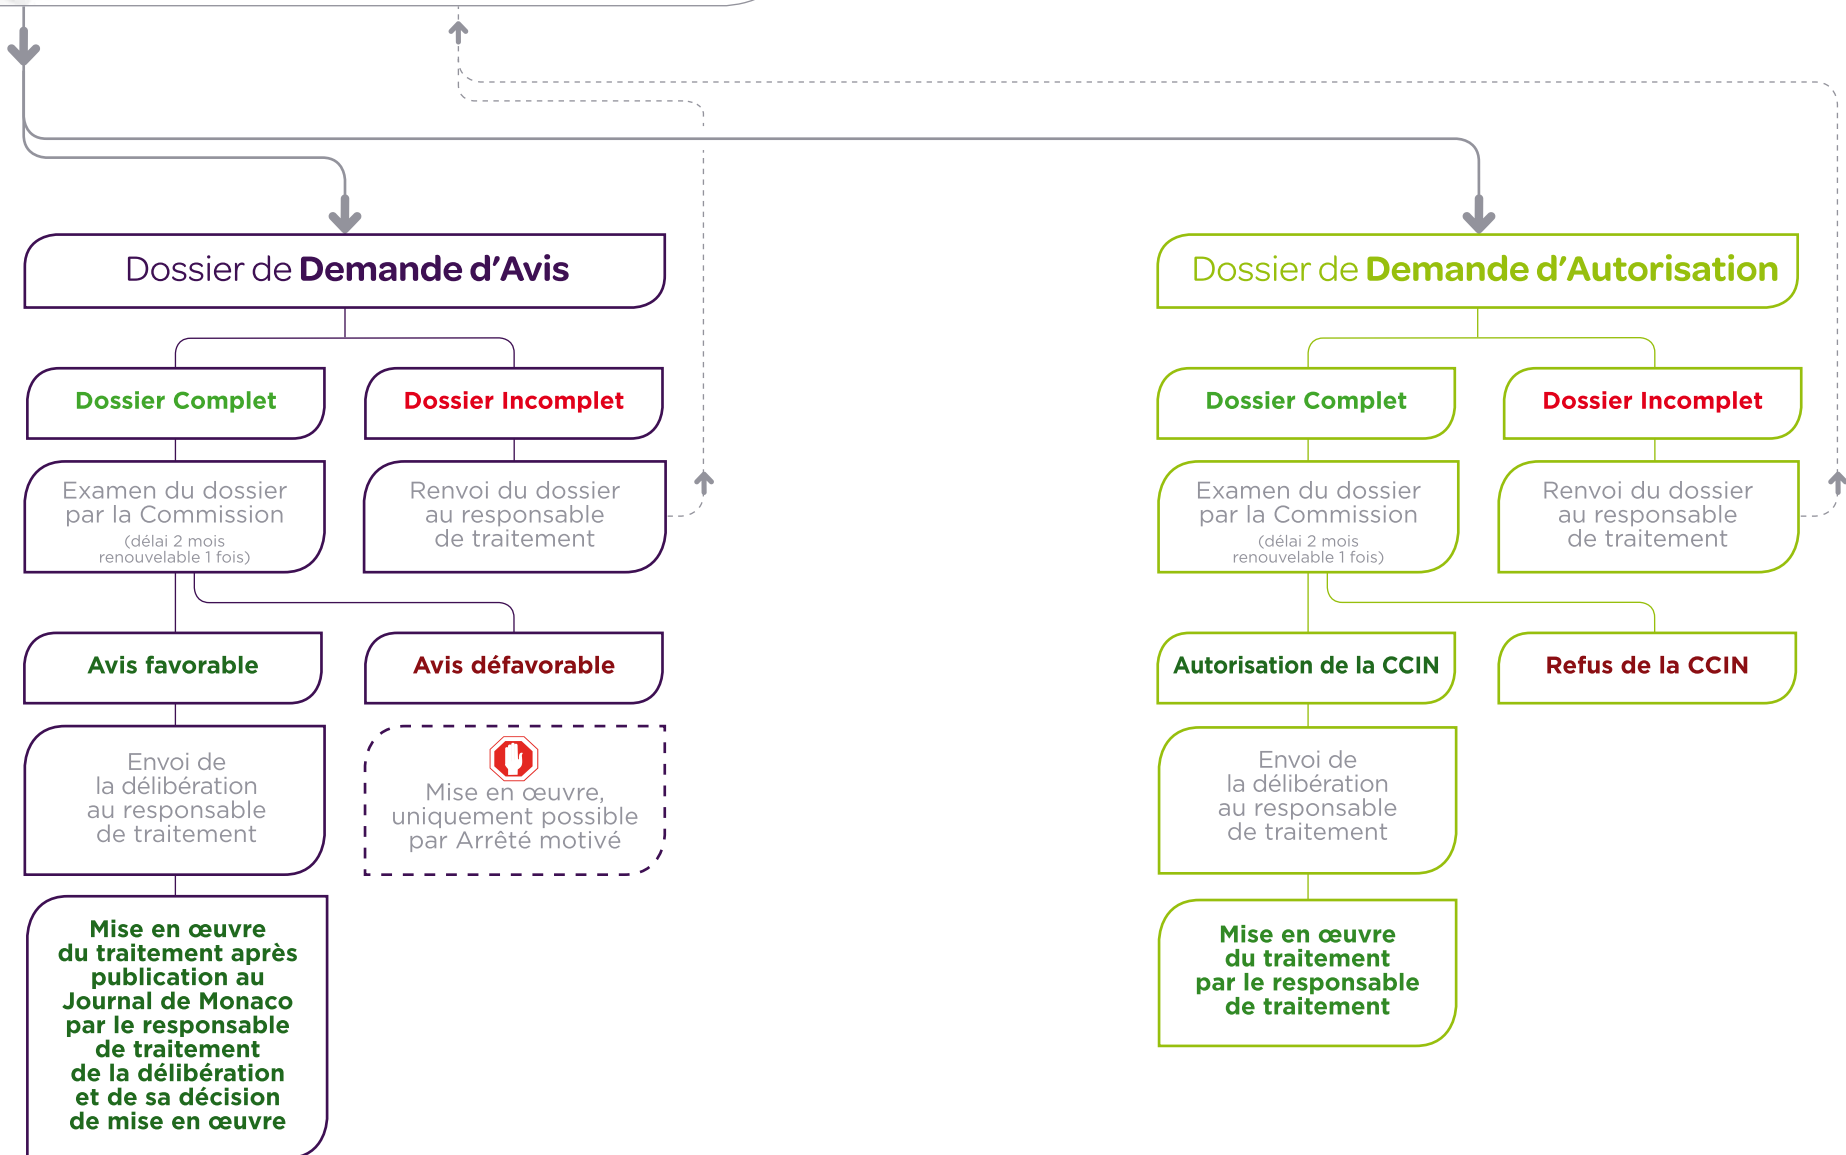 Dossier de Demande d'Avis
Dossier Complet
Dossier Incomplet
Examen du dossier
par la Commission
(délai 2 mois
renouvelable 1 fois)
Renvoi du dossier
au responsable
de traitement
Avis favorable
Avis défavorable
Envoi de
la délibération
au responsable
de traitement
Mise en œuvre,
uniquement possible
par Arrêté motivé
Mise en œuvre
du traitement après
publication au
Journal de Monaco
par le responsable
de traitement
de la délibération
et de sa décision
de mise en œuvre
Dossier de Demande d'Autorisation
Dossier Complet
Dossier Incomplet
Examen du dossier
par la Commission
(délai 2 mois
renouvelable 1 fois)
Renvoi du dossier
au responsable
de traitement
Autorisation de la CCIN
Refus de la CCIN
Envoi de
la délibération
au responsable
de traitement
Mise en œuvre
du traitement
par le responsable
de traitement